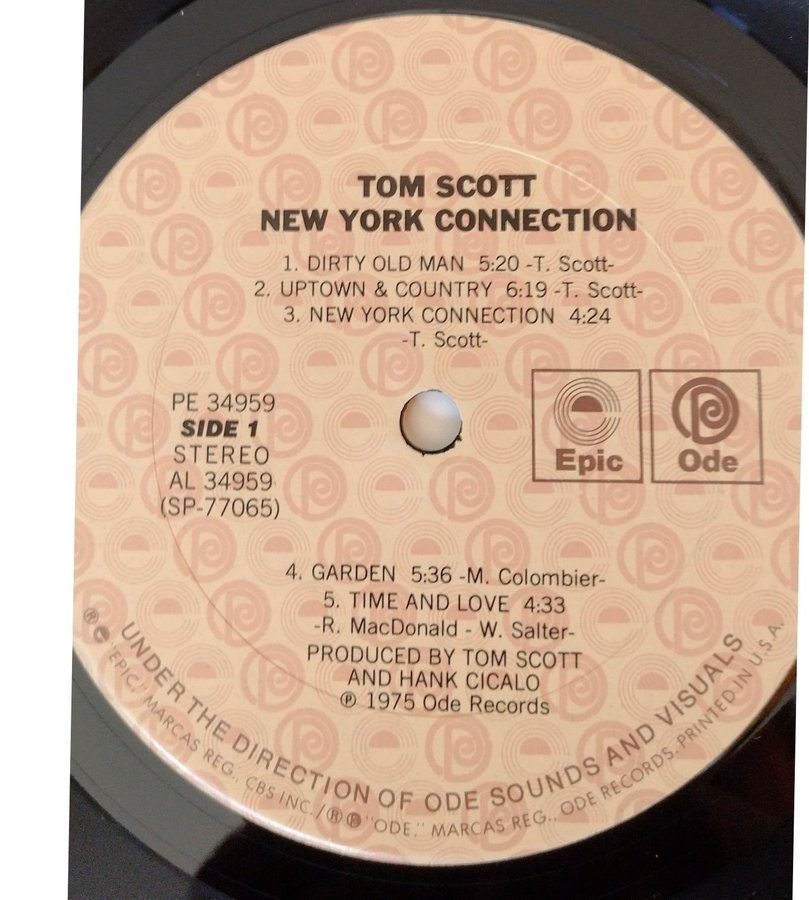 TOM SCOTT
NEW YORK CONNECTION
1. DIRTY OLD MAN 5:20 -T. Scott-
2. UPTOWN & COUNTRY 6:19 -T. Scott-
3. NEW YORK CONNECTION 4:24
-T. Scott-
PE 34959
SIDE 1
STEREO
AL 34959
(SP-77065)
Epic
Ode
4. GARDEN 5:36 -M. Colombier-
5. TIME AND LOVE 4:33
-R. MacDonald - W. Salter-
PRODUCED BY TOM SCOTT
AND HANK CICALO
℗ 1975 Ode Records
UNDER THE DIRECTION OF ODE SOUNDS AND VISUALS
® "EPIC," MARCAS REG., CBS INC./® "ODE," MARCAS REG., ODE RECORDS. PRINTED IN U.S.A.